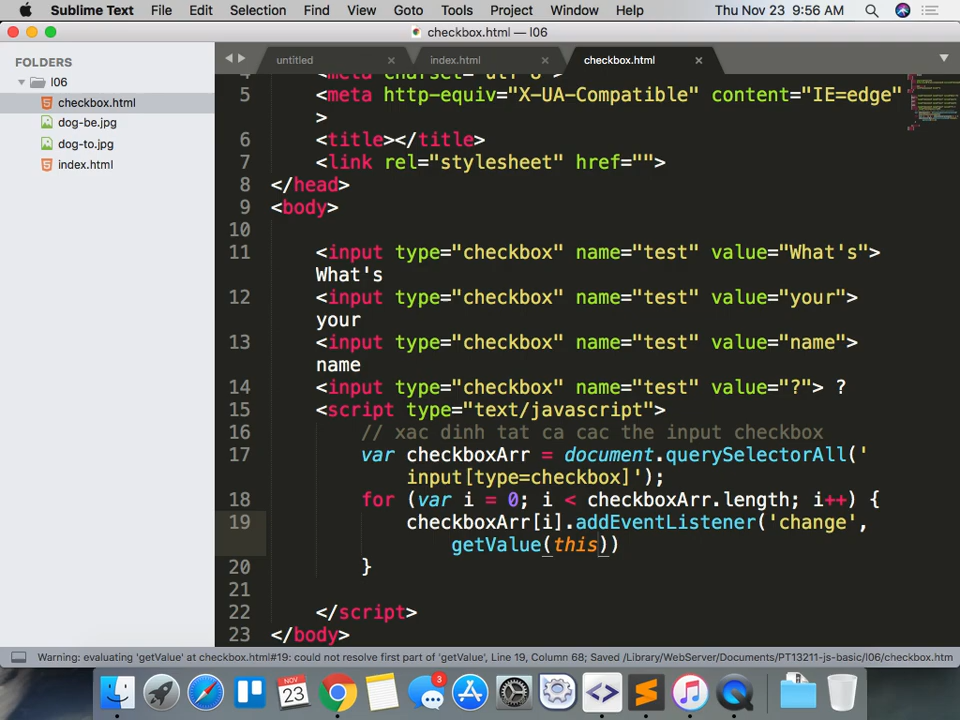 Sublime Text File Edit Selection Find View Goto Tools Project Window Help Thu Nov 23 9:56 AM
checkbox.html — l06
FOLDERS
l06
checkbox.html
dog-be.jpg
dog-to.jpg
index.html
untitled × index.html × checkbox.html ×
4 <meta charset="utf-8">
5 <meta http-equiv="X-UA-Compatible" content="IE=edge"
>
6 <title></title>
7 <link rel="stylesheet" href="">
8 </head>
9 <body>
10
11 <input type="checkbox" name="test" value="What's">
What's
12 <input type="checkbox" name="test" value="your">
your
13 <input type="checkbox" name="test" value="name">
name
14 <input type="checkbox" name="test" value="?"> ?
15 <script type="text/javascript">
16 // xac dinh tat ca cac the input checkbox
17 var checkboxArr = document.querySelectorAll('
input[type=checkbox]');
18 for (var i = 0; i < checkboxArr.length; i++) {
19 checkboxArr[i].addEventListener('change',
getValue(this))
20 }
21
22 </script>
23 </body>
Warning: evaluating 'getValue' at checkbox.html#19: could not resolve first part of 'getValue', Line 19, Column 68; Saved /Library/WebServer/Documents/PT13211-js-basic/l06/checkbox.htm
NOV
23
3